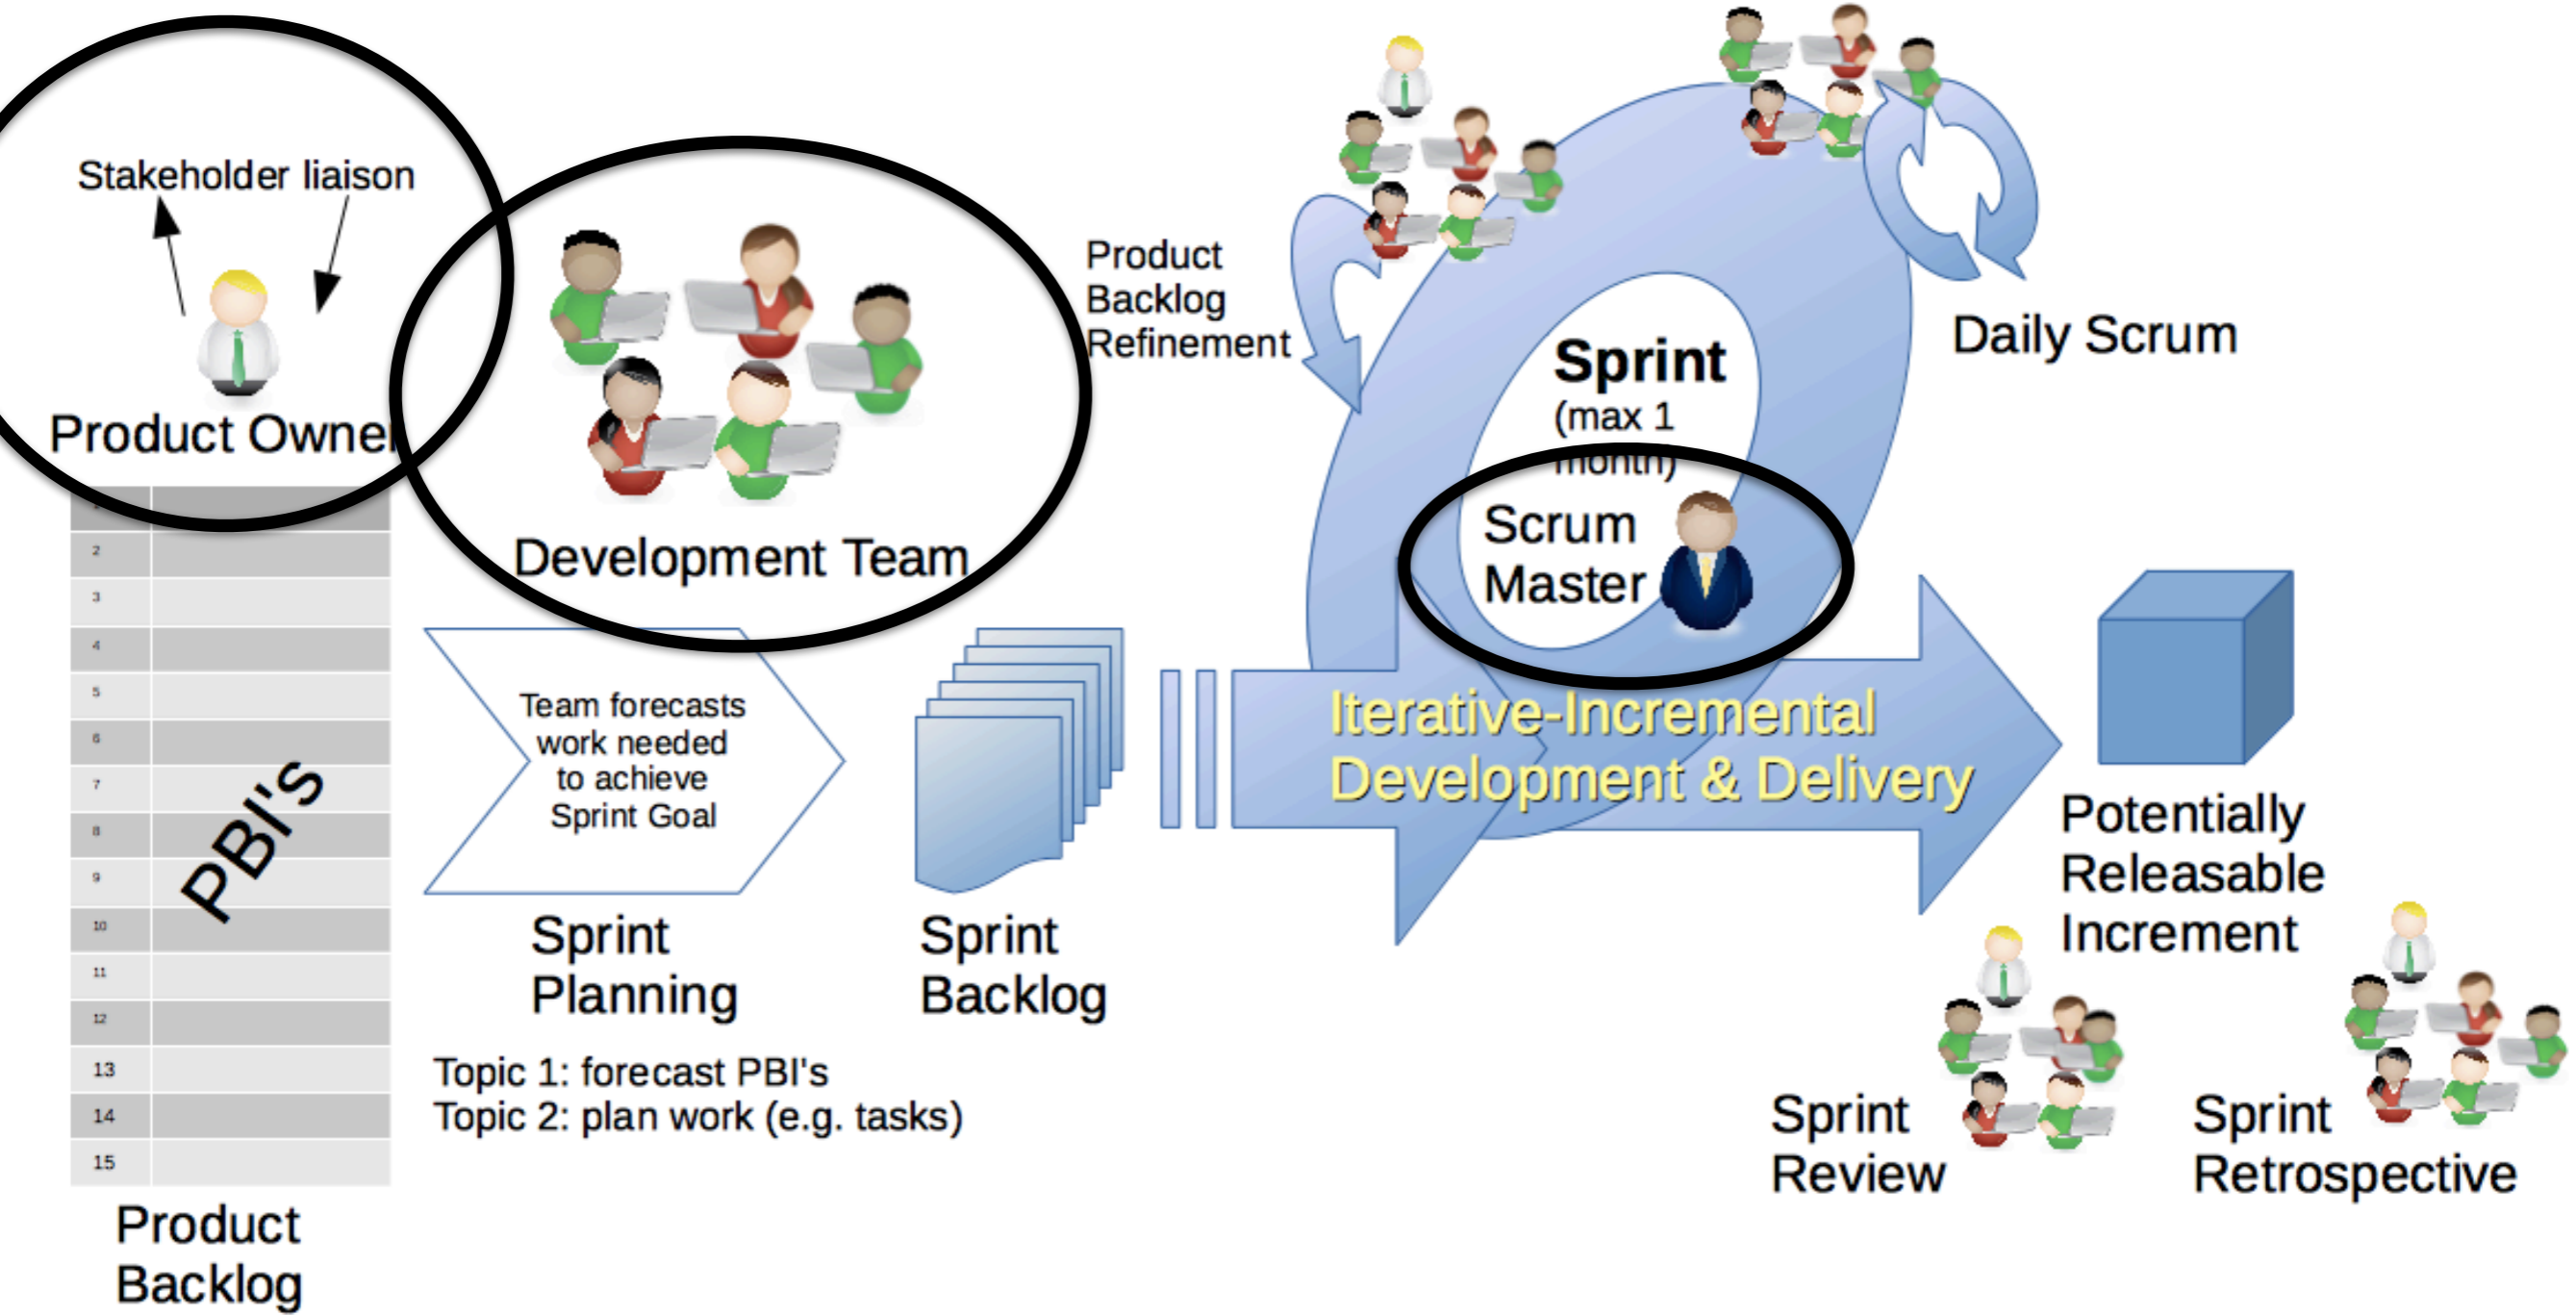 Stakeholder liaison
Product Owner
1
2
3
4
5
6
7
8
9
10
11
12
13
14
15
PBI's
Product
Backlog
Development Team
Team forecasts
work needed
to achieve
Sprint Goal
Sprint
Planning
Topic 1: forecast PBI's
Topic 2: plan work (e.g. tasks)
Sprint
Backlog
Product
Backlog
Refinement
Sprint
(max 1
month)
Scrum
Master
Daily Scrum
Iterative-Incremental
Development & Delivery
Potentially
Releasable
Increment
Sprint
Review
Sprint
Retrospective